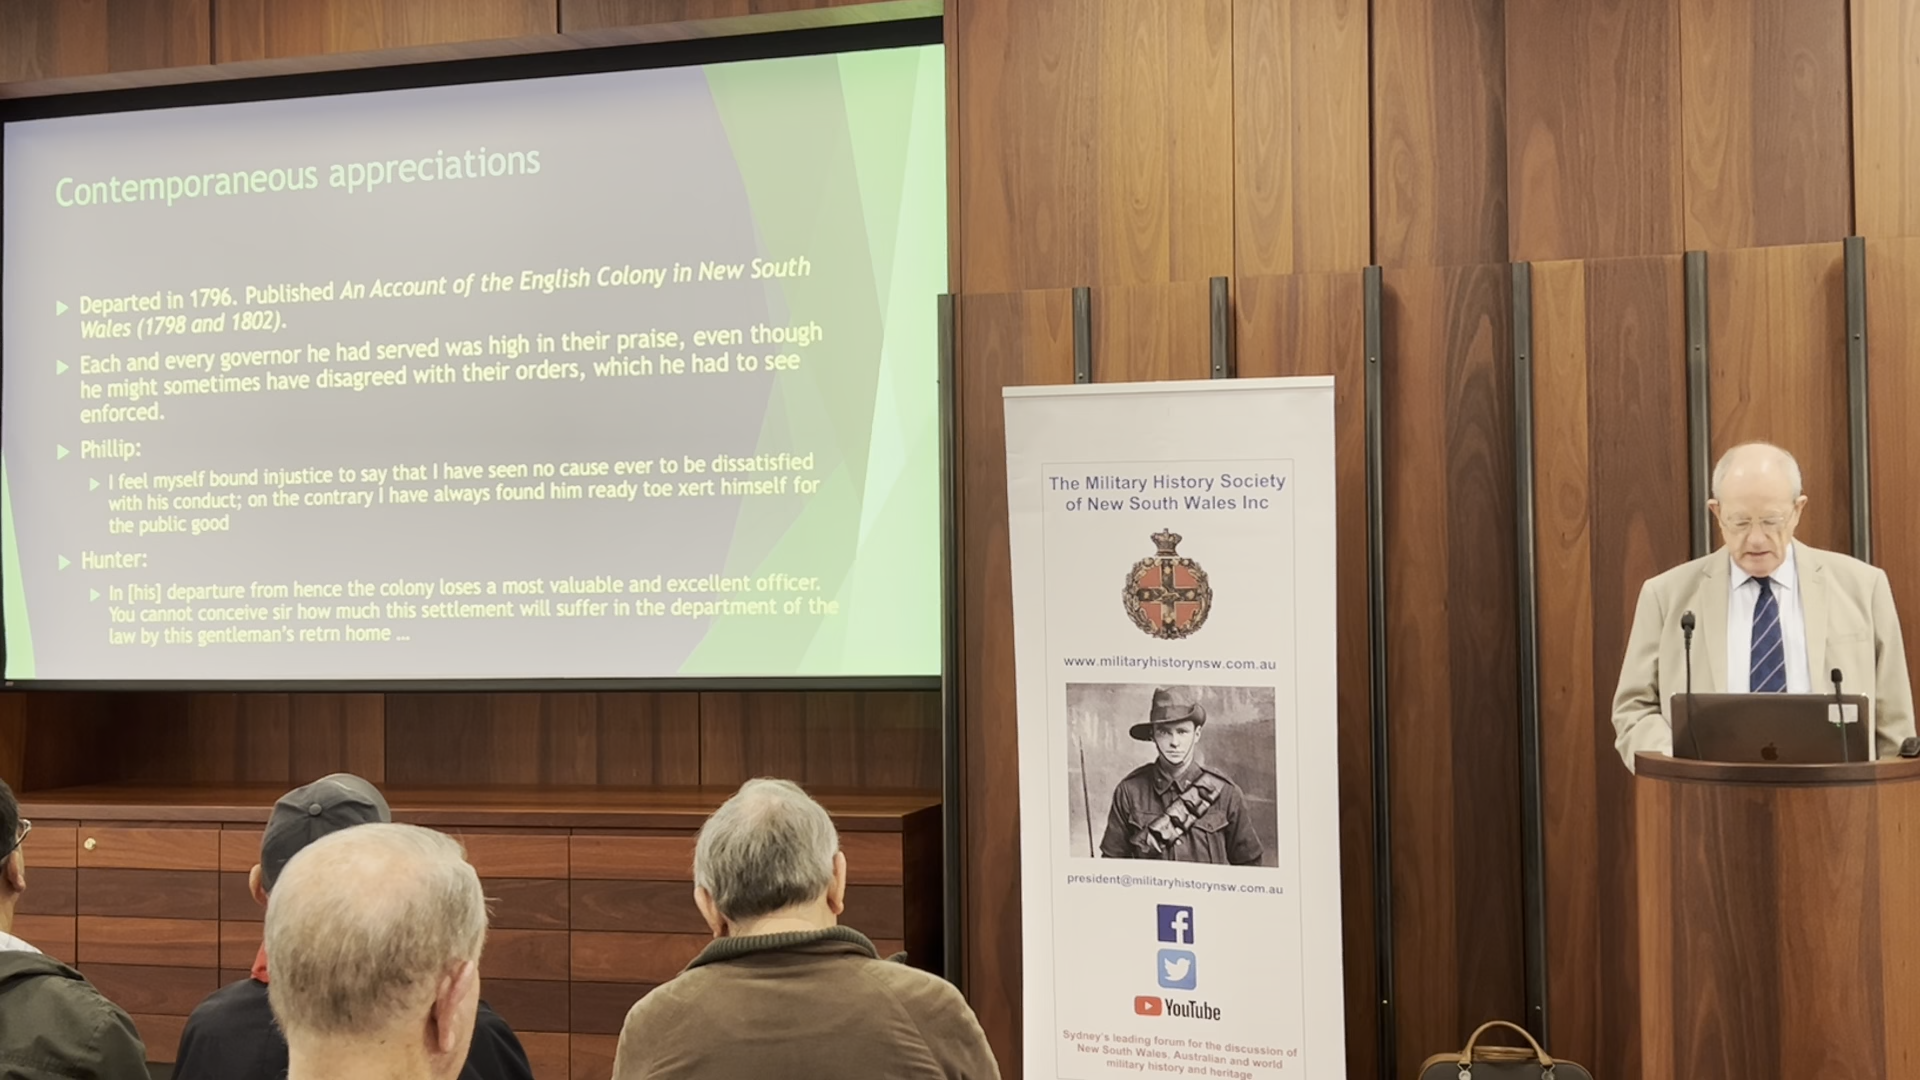 Contemporaneous appreciations
Departed in 1796. Published An Account of the English Colony in New South
Wales (1798 and 1802).
Each and every governor he had served was high in their praise, even though
he might sometimes have disagreed with their orders, which he had to see
enforced.
Phillip:
I feel myself bound injustice to say that I have seen no cause ever to be dissatisfied
with his conduct; on the contrary I have always found him ready toe xert himself for
the public good
Hunter:
In [his] departure from hence the colony loses a most valuable and excellent officer.
You cannot conceive sir how much this settlement will suffer in the department of the
law by this gentleman's retrn home ...
The Military History Society
of New South Wales Inc
www.militaryhistorynsw.com.au
president@militaryhistorynsw.com.au
YouTube
Sydney's leading forum for the discussion of
New South Wales, Australian and world
military history and heritage